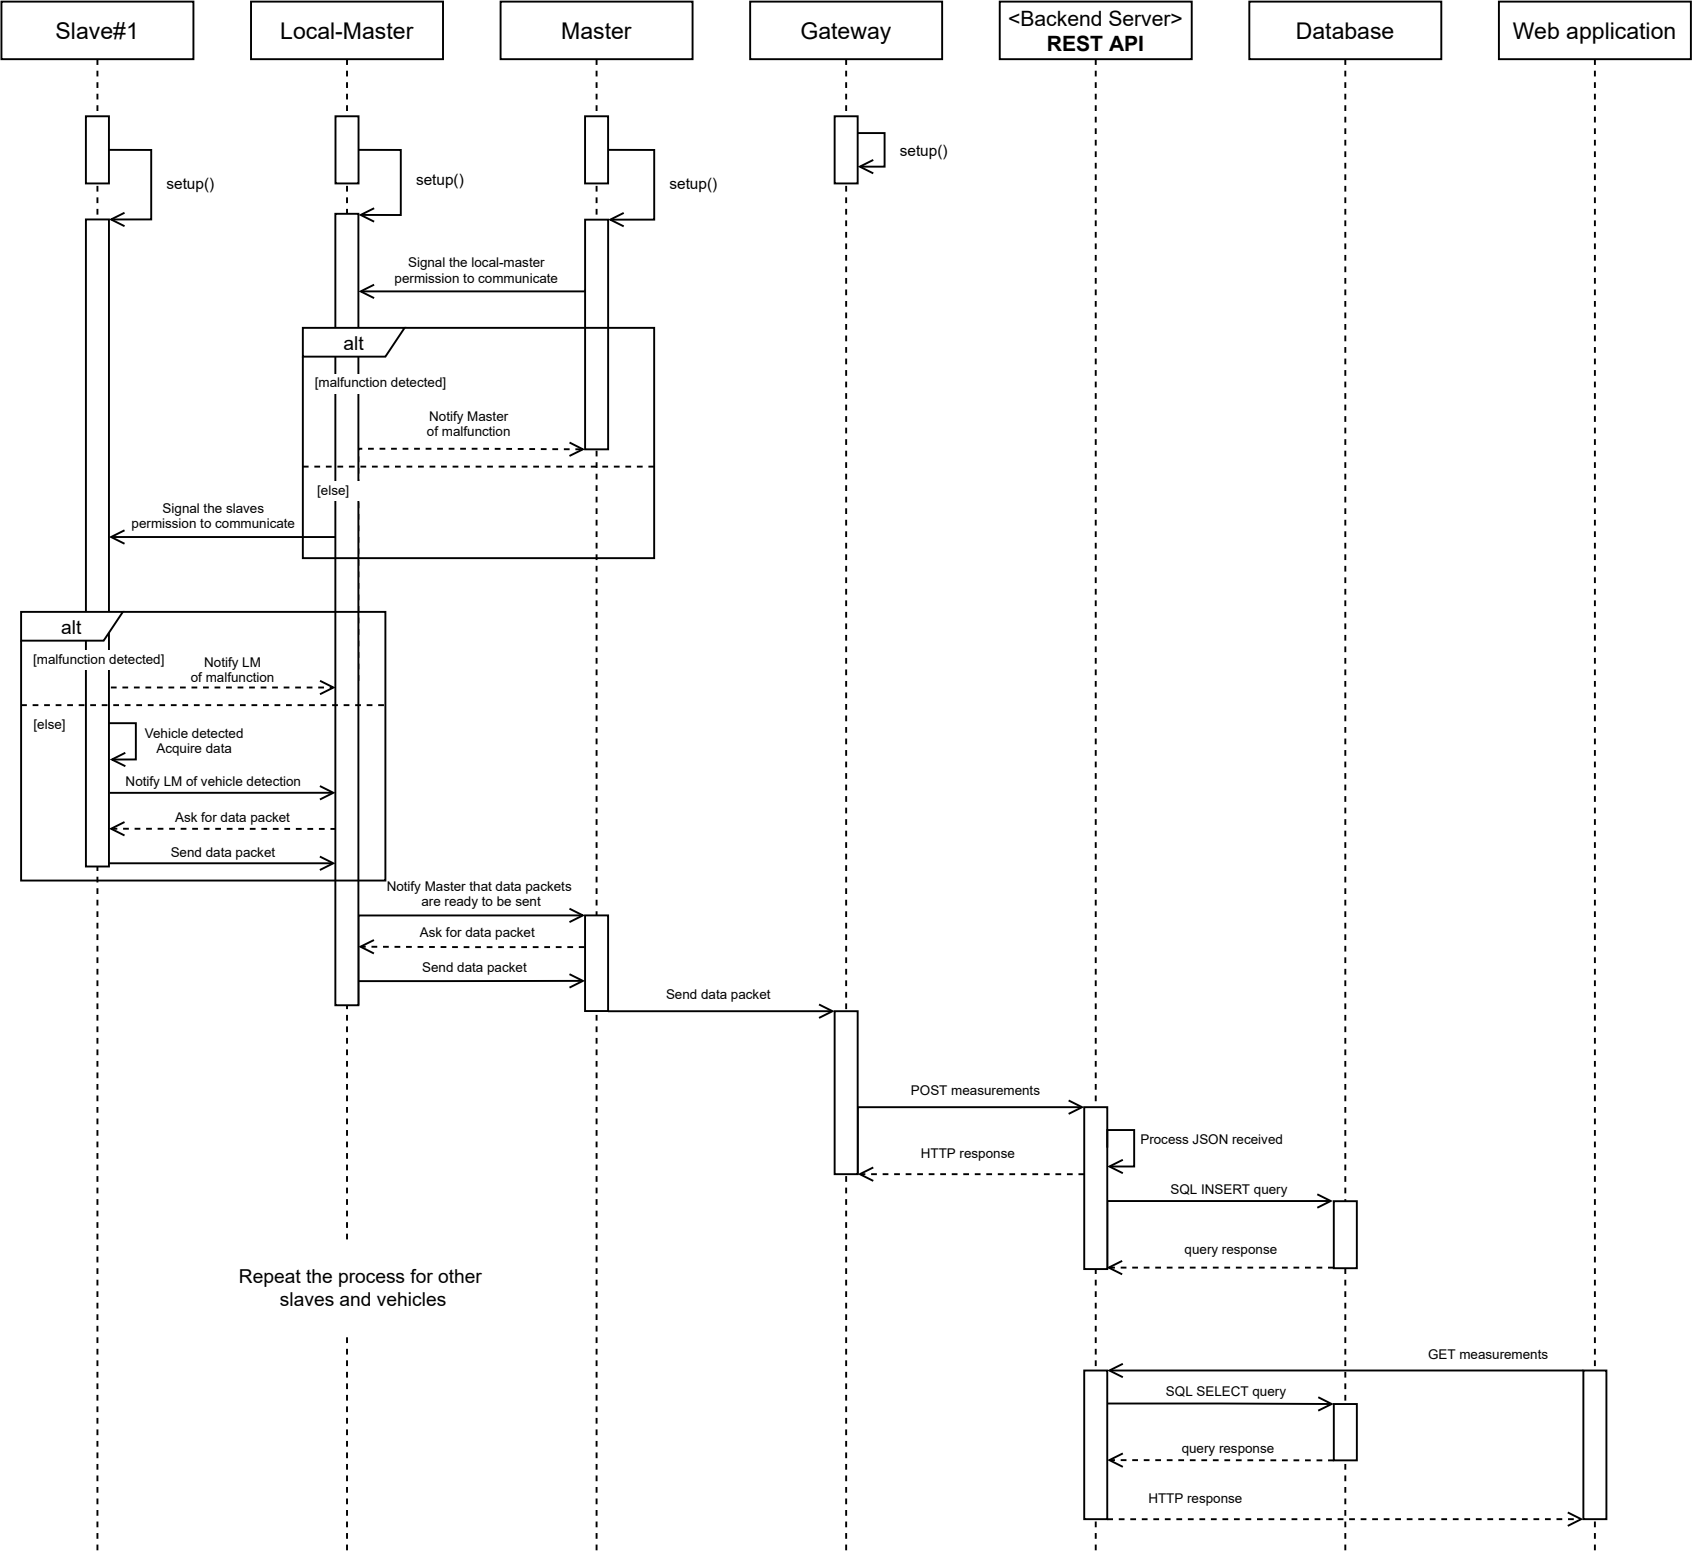 Slave#1
Local-Master
Master
Gateway
<Backend Server>
REST API
Database
Web application
setup()
setup()
setup()
setup()
Signal the local-master
permission to communicate
alt
[malfunction detected]
Notify Master
of malfunction
[else]
Signal the slaves
permission to communicate
alt
[malfunction detected]
Notify LM
of malfunction
[else]
Vehicle detected
Acquire data
Notify LM of vehicle detection
Ask for data packet
Send data packet
Notify Master that data packets
are ready to be sent
Ask for data packet
Send data packet
Send data packet
POST measurements
Process JSON received
HTTP response
SQL INSERT query
query response
Repeat the process for other
slaves and vehicles
GET measurements
SQL SELECT query
query response
HTTP response